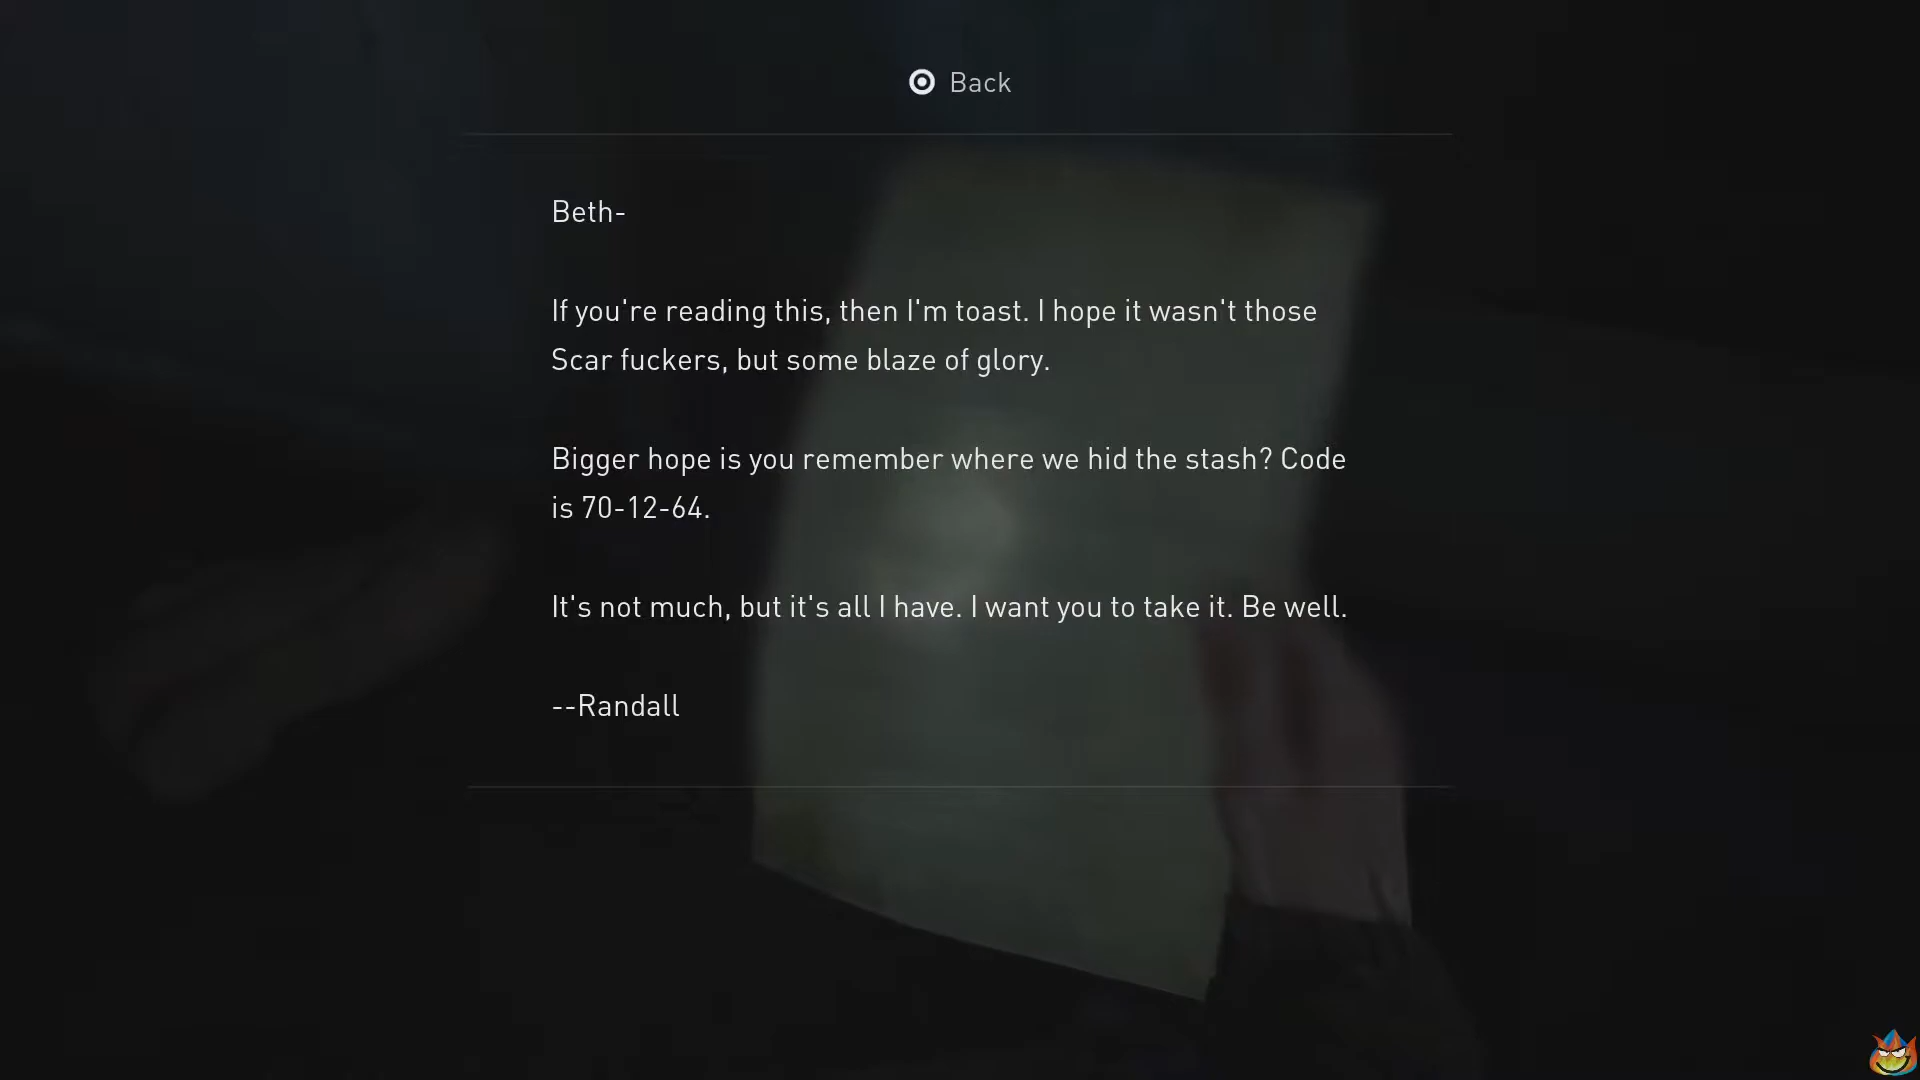 Back
Beth-
If you're reading this, then I'm toast. I hope it wasn't those
Scar fuckers, but some blaze of glory.
Bigger hope is you remember where we hid the stash? Code
is 70-12-64.
It's not much, but it's all I have. I want you to take it. Be well.
--Randall